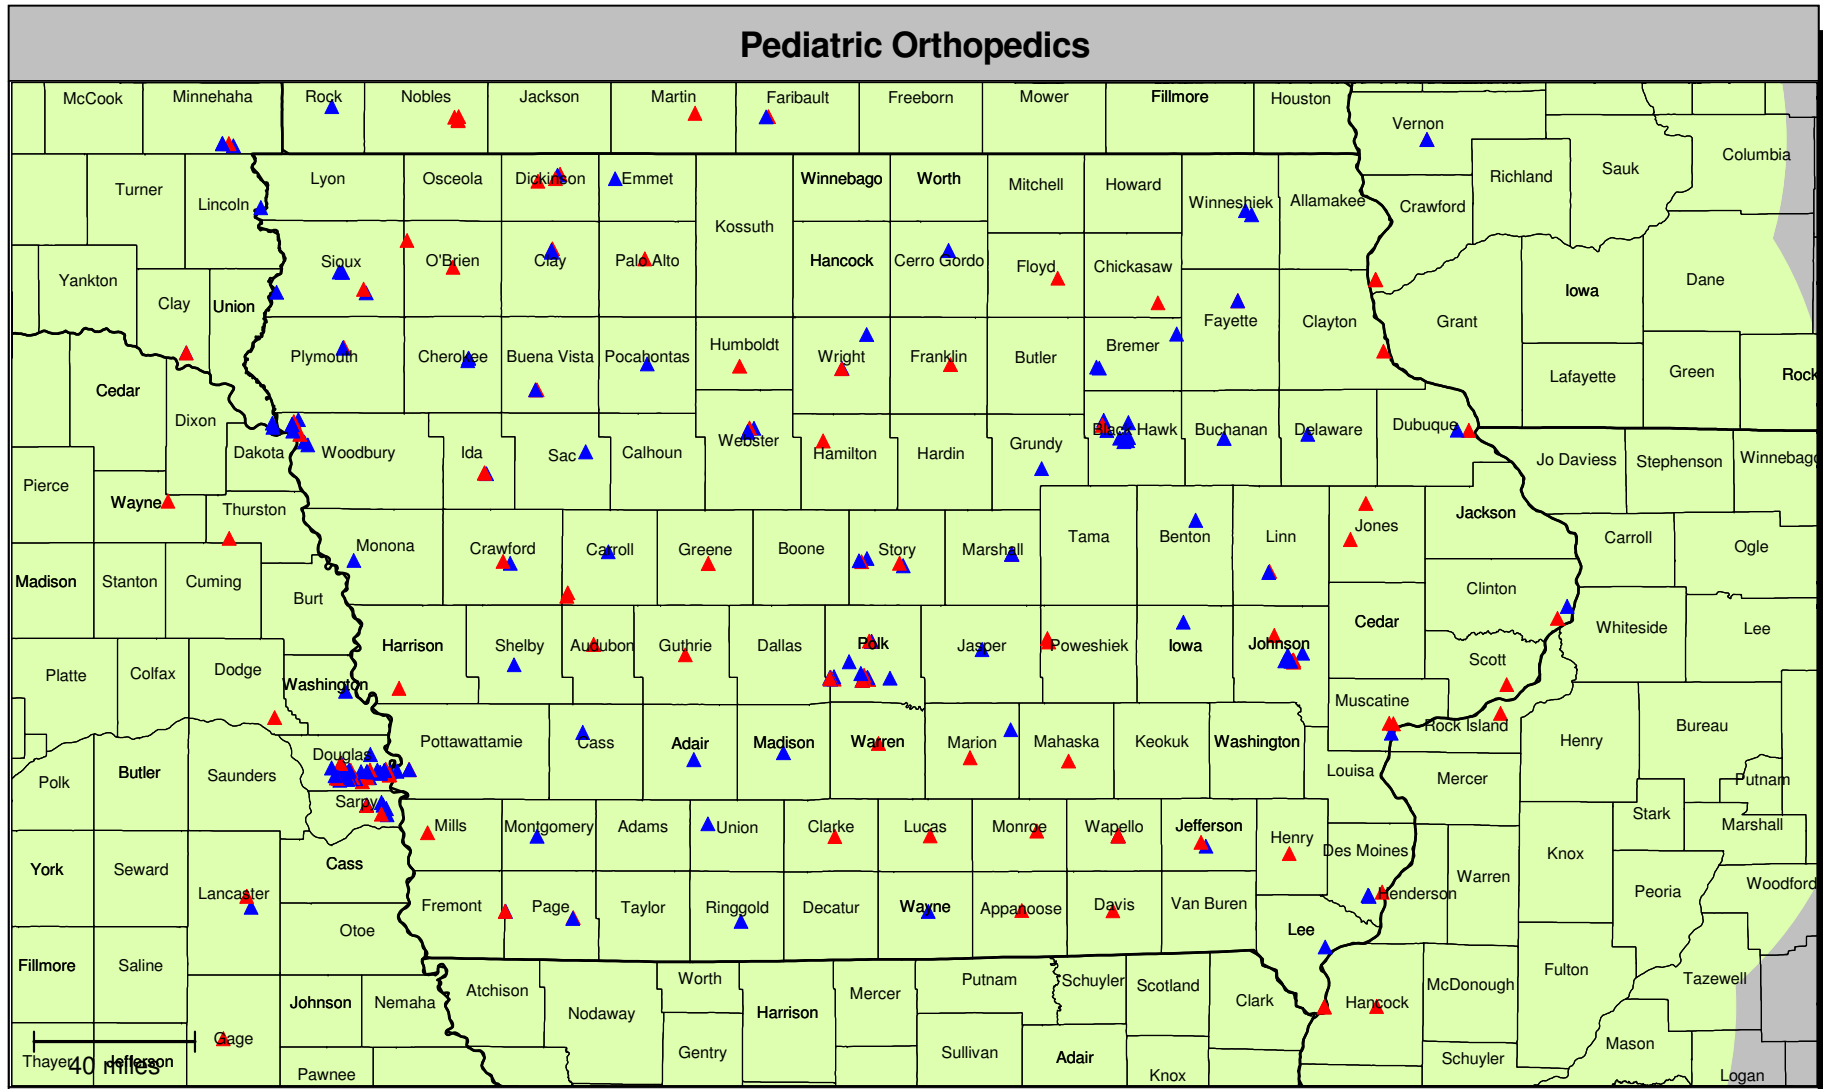 Pediatric Orthopedics
McCook Minnehaha Rock Nobles Jackson Martin Faribault Freeborn Mower Fillmore Houston
Vernon Columbia
Turner Lincoln Lyon Osceola Dickinson Emmet Winnebago Worth Mitchell Howard Winneshiek Allamakee Crawford Richland Sauk
Kossuth
Yankton Clay Union Sioux O'Brien Clay Palo Alto Hancock Cerro Gordo Floyd Chickasaw Iowa Dane
Fayette Clayton Grant
Cedar Dixon Plymouth Cherokee Buena Vista Pocahontas Humboldt Wright Franklin Butler Bremer Lafayette Green Rock
Pierce Dakota Woodbury Ida Sac Calhoun Webster Hamilton Hardin Grundy Black Hawk Buchanan Delaware Dubuque Jo Daviess Stephenson Winnebago
Wayne Thurston Jones Jackson
Monona Crawford Carroll Greene Boone Story Marshall Tama Benton Linn Carroll Ogle
Madison Stanton Cuming Burt Clinton
Harrison Shelby Audubon Guthrie Dallas Polk Jasper Poweshiek Iowa Johnson Cedar Whiteside Lee
Platte Colfax Dodge Washington Scott
Muscatine Rock Island Bureau
Polk Butler Saunders Douglas Pottawattamie Cass Adair Madison Warren Marion Mahaska Keokuk Washington Henry
Louisa Mercer Putnam
Sarpy Mills Montgomery Adams Union Clarke Lucas Monroe Wapello Jefferson Henry Stark Marshall
York Seward Cass Des Moines Knox
Lancaster Fremont Page Taylor Ringgold Decatur Wayne Appanoose Davis Van Buren Henderson Warren Peoria Woodford
Otoe Lee
Fillmore Saline Fulton Tazewell
Johnson Nemaha Atchison Worth Mercer Putnam Schuyler Scotland Clark Hancock McDonough
Nodaway Harrison
Gage Gentry Sullivan Adair Schuyler Mason
Thayer Jefferson
40 miles
Pawnee Knox Logan